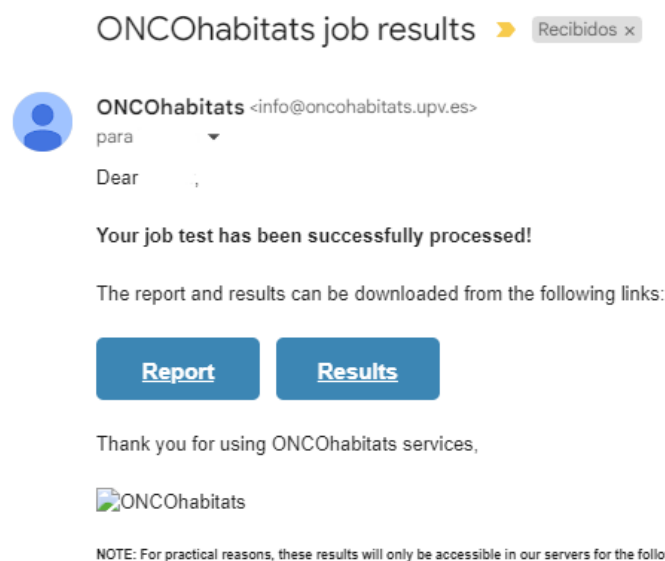 ONCOhabitats job results Recibidos x
ONCOhabitats <info@oncohabitats.upv.es>
para
Dear ,
Your job test has been successfully processed!
The report and results can be downloaded from the following links:
Report Results
Thank you for using ONCOhabitats services,
ONCOhabitats
NOTE: For practical reasons, these results will only be accessible in our servers for the